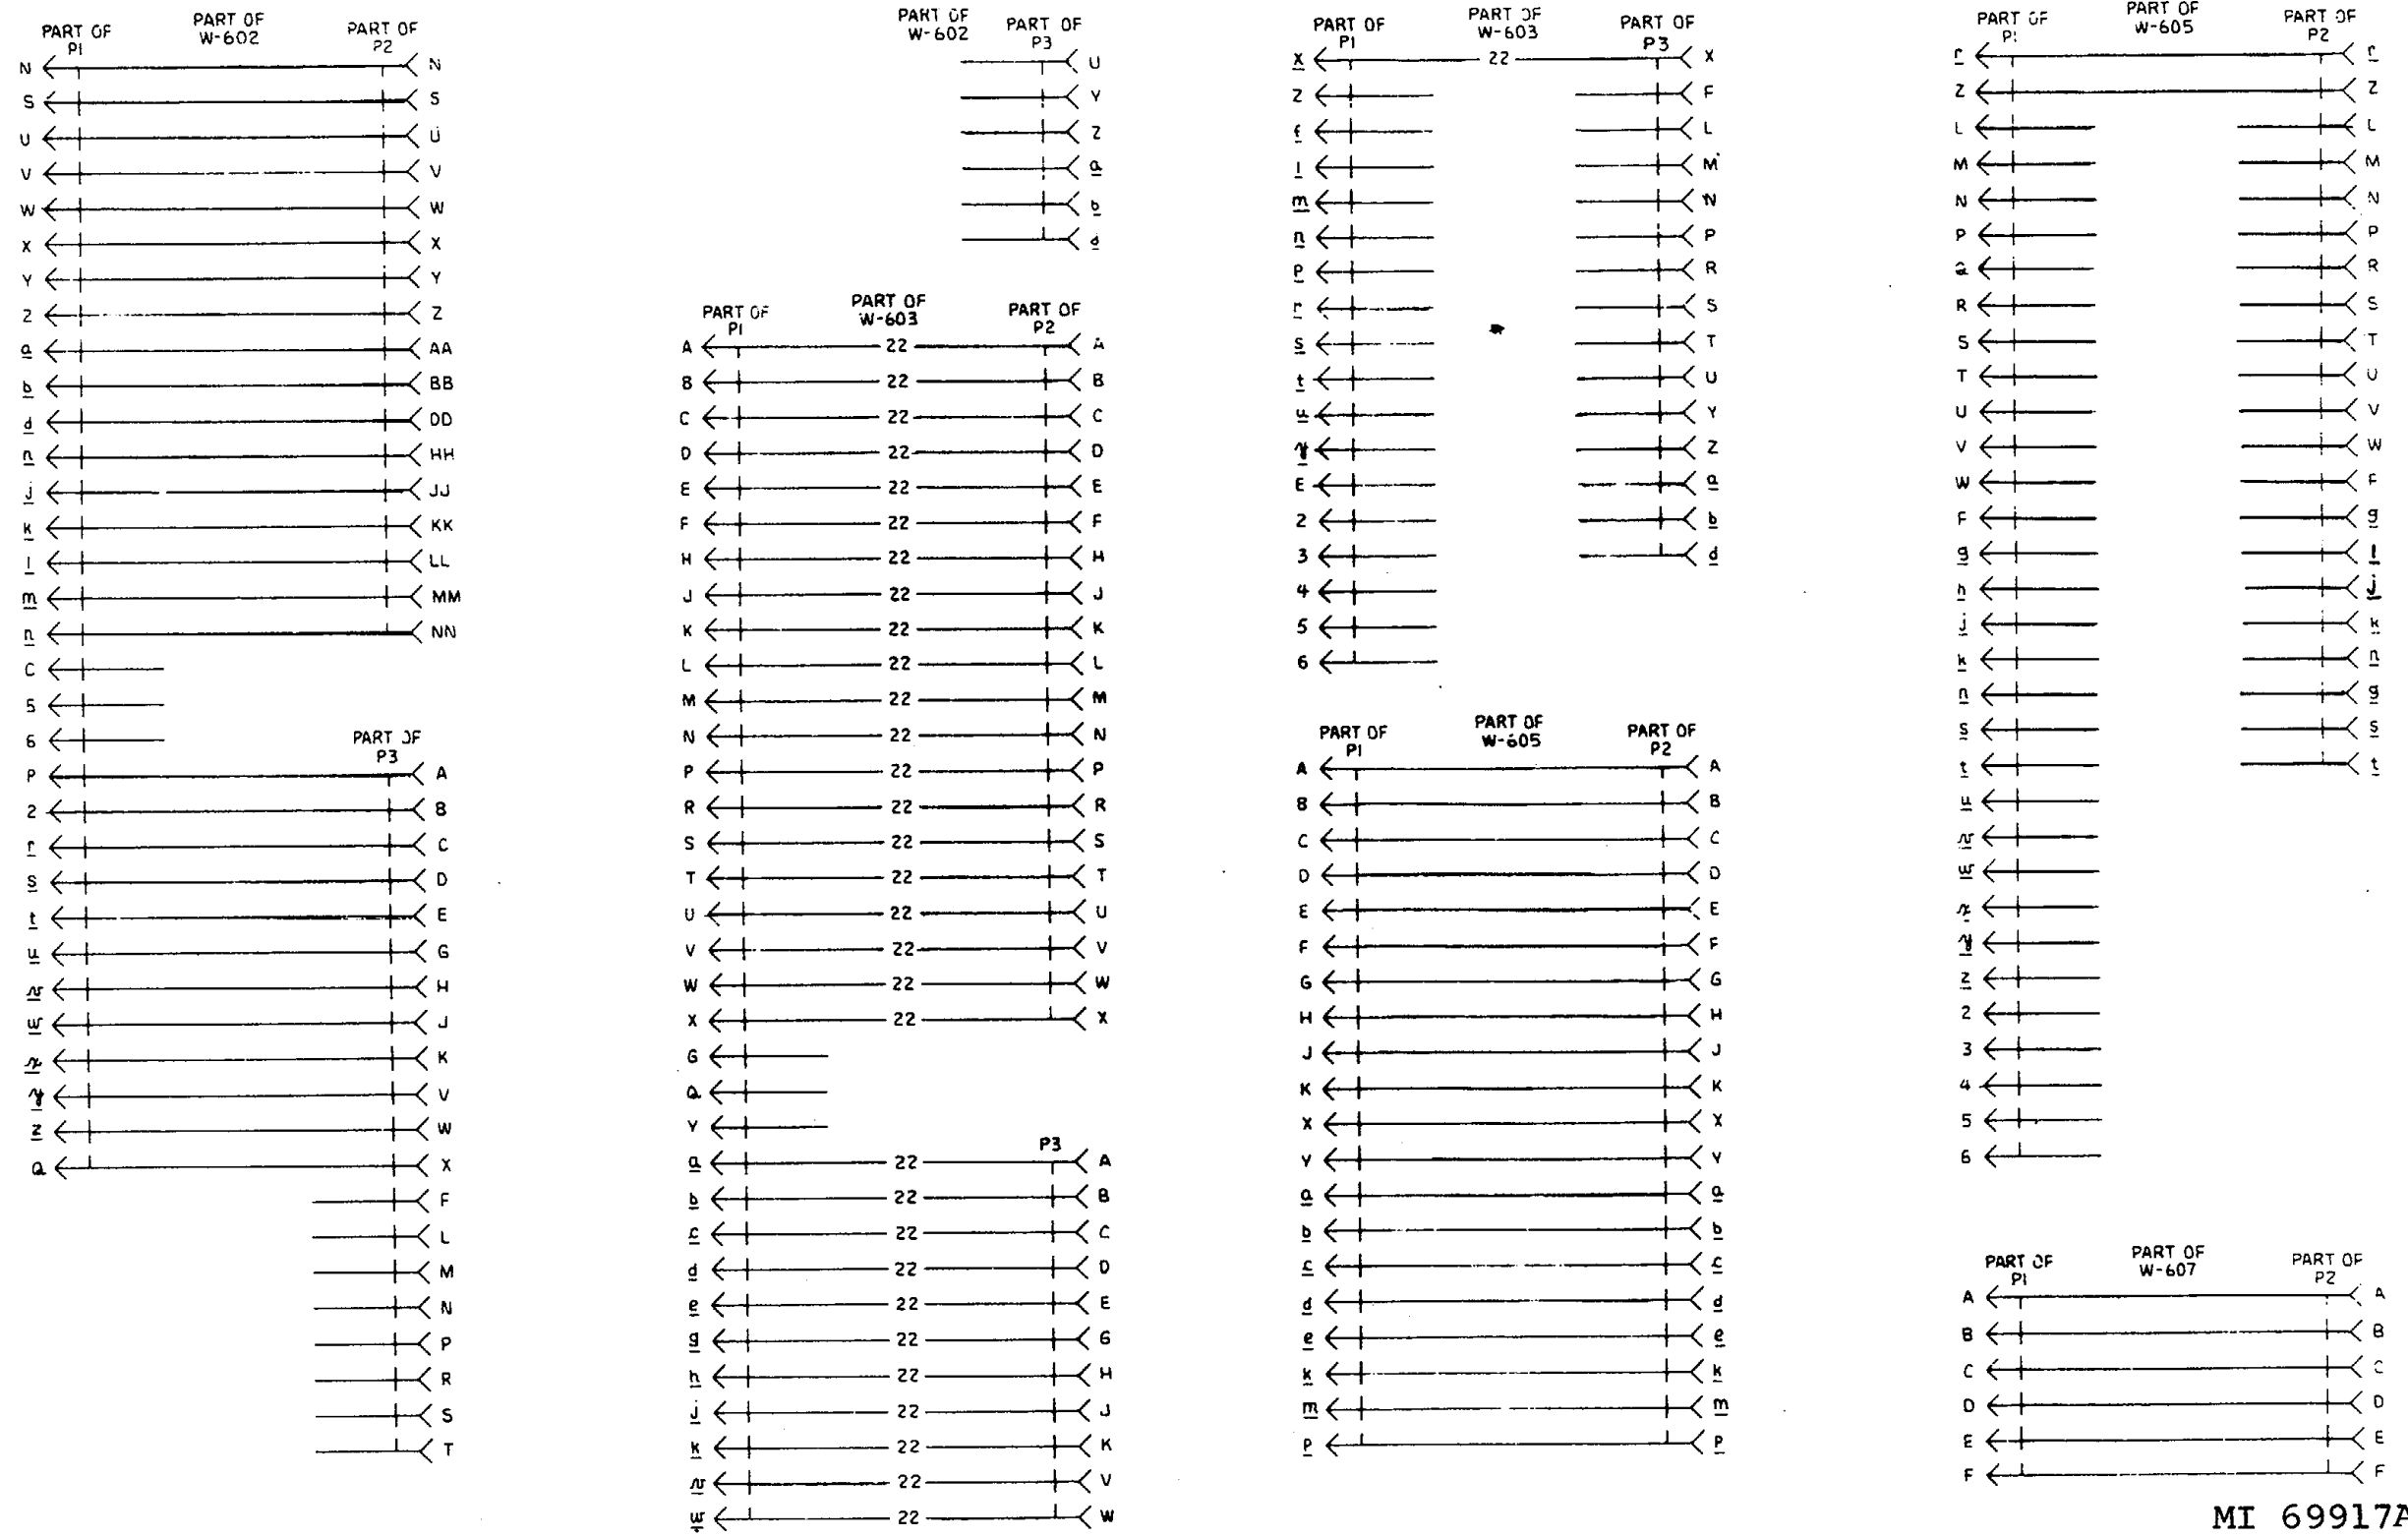 PART OF P1 PART OF W-602 PART OF P2
N N
S S
U U
V V
W W
X X
Y Y
Z Z
a AA
b BB
d DD
n HH
j JJ
k KK
l LL
m MM
n NN
C
5
6
PART OF P3
P A
2 B
r C
s D
t E
u G
v H
w J
x K
y V
z W
Q X
F
L
M
N
P
R
S
T
PART OF W-602 PART OF P3
U
Y
Z
a
b
d
PART OF P1 PART OF W-603 PART OF P2
A 22 A
B 22 B
C 22 C
D 22 D
E 22 E
F 22 F
H 22 H
J 22 J
K 22 K
L 22 L
M 22 M
N 22 N
P 22 P
R 22 R
S 22 S
T 22 T
U 22 U
V 22 V
W 22 W
X 22 X
G
Q
Y
P3
a 22 A
b 22 B
c 22 C
d 22 D
e 22 E
g 22 G
h 22 H
j 22 J
k 22 K
v 22 V
w 22 W
PART OF P1 PART OF W-603 PART OF P3
x 22 X
Z F
f L
l M
m N
n P
p R
r S
s T
t U
u Y
y Z
E a
2 b
3 d
4
5
6
PART OF P1 PART OF W-605 PART OF P2
A A
B B
C C
D D
E E
F F
G G
H H
J J
K K
X X
Y Y
a a
b b
c c
d d
e e
k k
m m
p p
PART OF P1 PART OF W-605 PART OF P2
r r
Z Z
L L
M M
N N
P P
Q R
R S
S T
T U
U V
V W
W F
F g
g l
h j
j k
k n
n g
s s
t t
u
v
w
x
y
z
2
3
4
5
6
PART OF P1 PART OF W-607 PART OF P2
A A
B B
C C
D D
E E
F F
MI 69917A